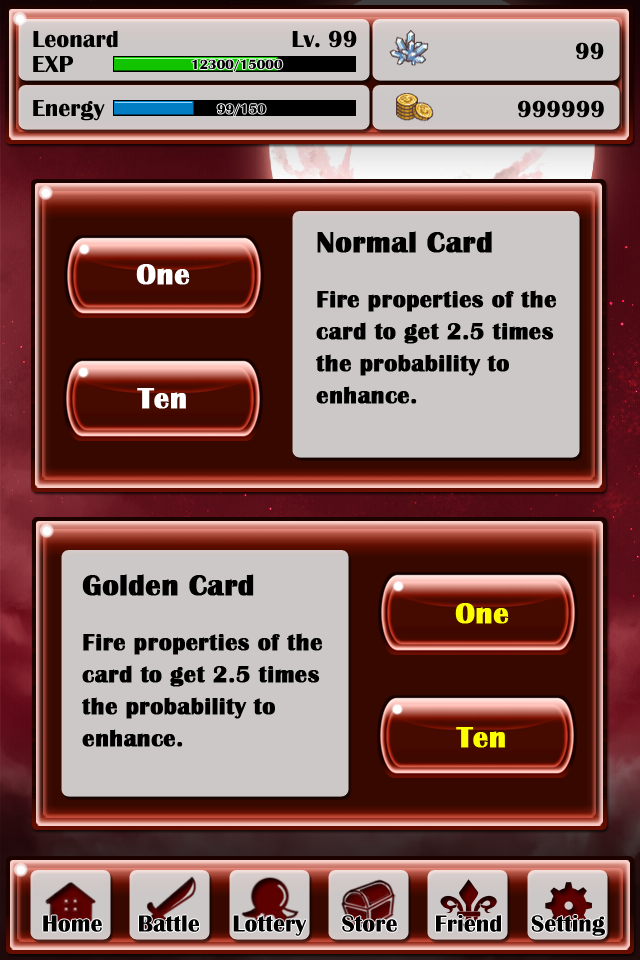 Leonard Lv. 99
EXP 12300/15000
99
Energy 99/150
999999
One
Ten
Normal Card
Fire properties of the
card to get 2.5 times
the probability to
enhance.
Golden Card
Fire properties of the
card to get 2.5 times
the probability to
enhance.
One
Ten
Home Battle Lottery Store Friend Setting